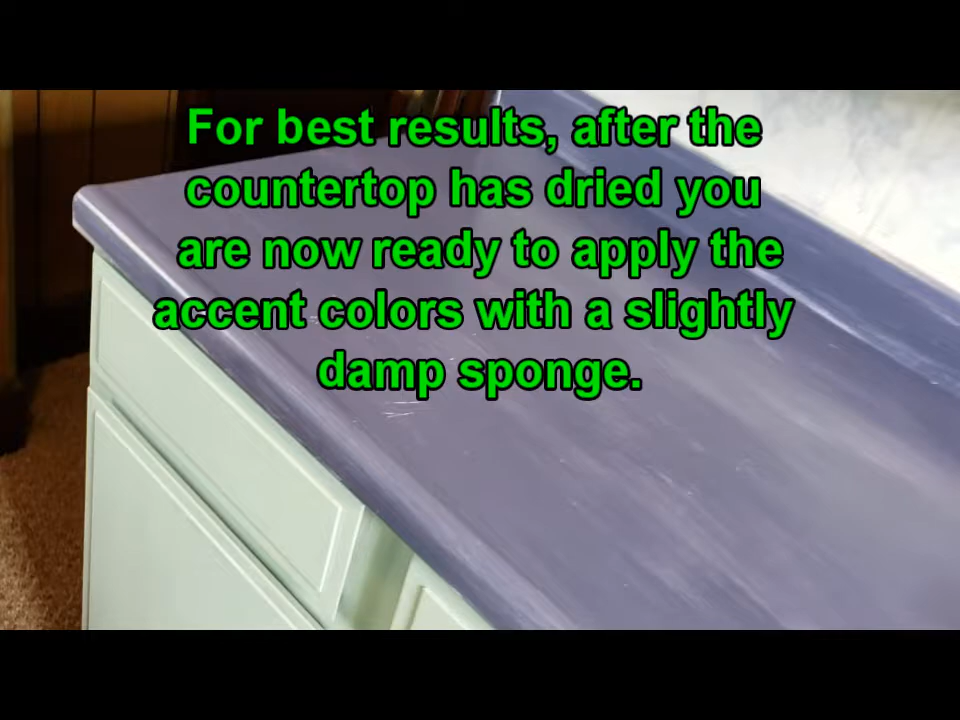 For best results, after the
countertop has dried you
are now ready to apply the
accent colors with a slightly
damp sponge.